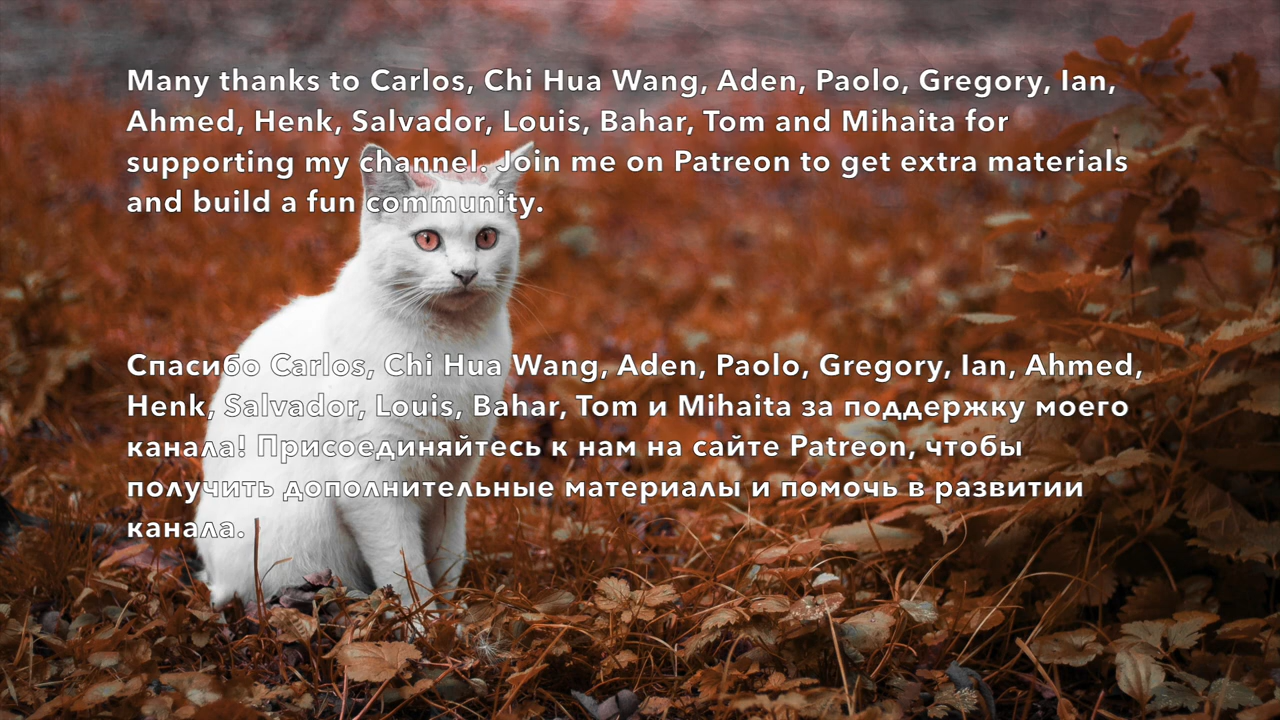 Many thanks to Carlos, Chi Hua Wang, Aden, Paolo, Gregory, Ian,
Ahmed, Henk, Salvador, Louis, Bahar, Tom and Mihaita for
supporting my channel. Join me on Patreon to get extra materials
and build a fun community.
Спасибо Carlos, Chi Hua Wang, Aden, Paolo, Gregory, Ian, Ahmed,
Henk, Salvador, Louis, Bahar, Tom и Mihaita за поддержку моего
канала! Присоединяйтесь к нам на сайте Patreon, чтобы
получить дополнительные материалы и помочь в развитии
канала.